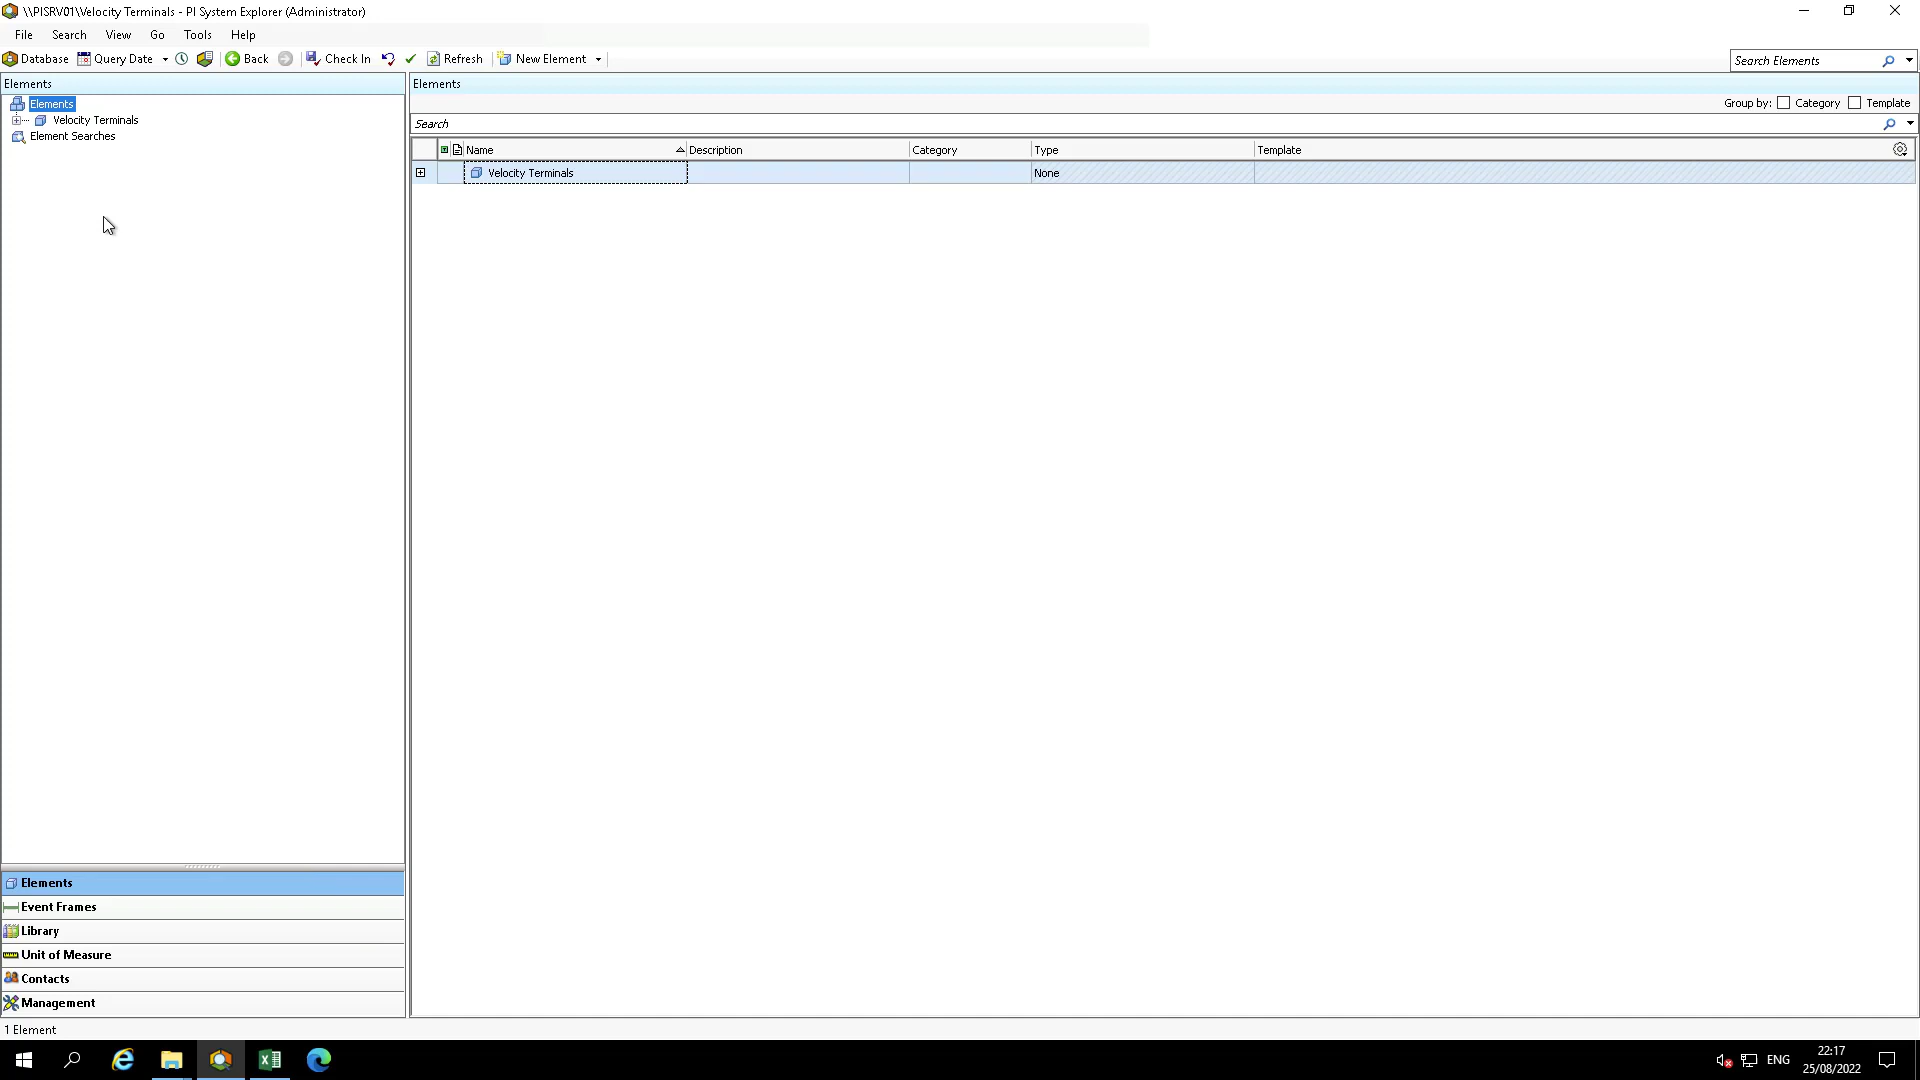 \\PISRV01\Velocity Terminals - PI System Explorer (Administrator)
File Search View Go Tools Help
Database Query Date Back Check In Refresh New Element Search Elements
Elements
Elements
Velocity Terminals
Element Searches
Elements
Group by: Category Template
Search
Name Description Category Type Template
Velocity Terminals None
Elements
Event Frames
Library
Unit of Measure
Contacts
Management
1 Element
ENG
22:17
25/08/2022